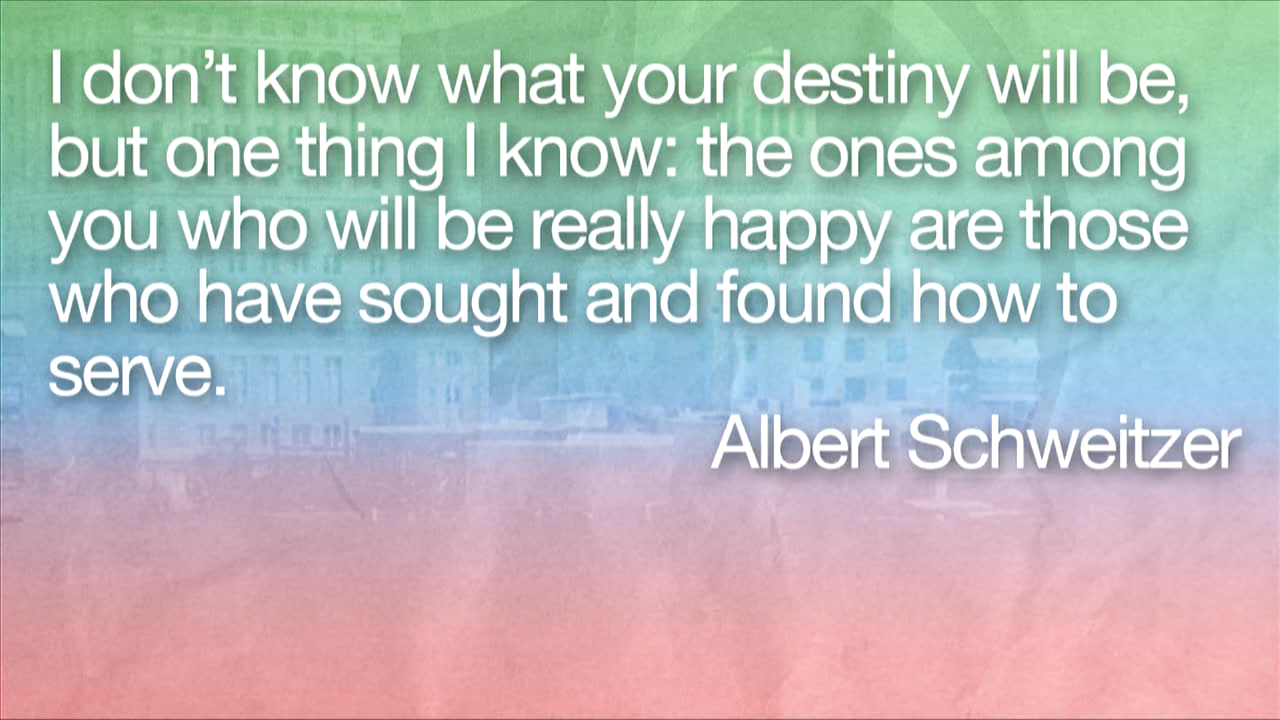 I don’t know what your destiny will be,
but one thing I know: the ones among
you who will be really happy are those
who have sought and found how to
serve.
Albert Schweitzer